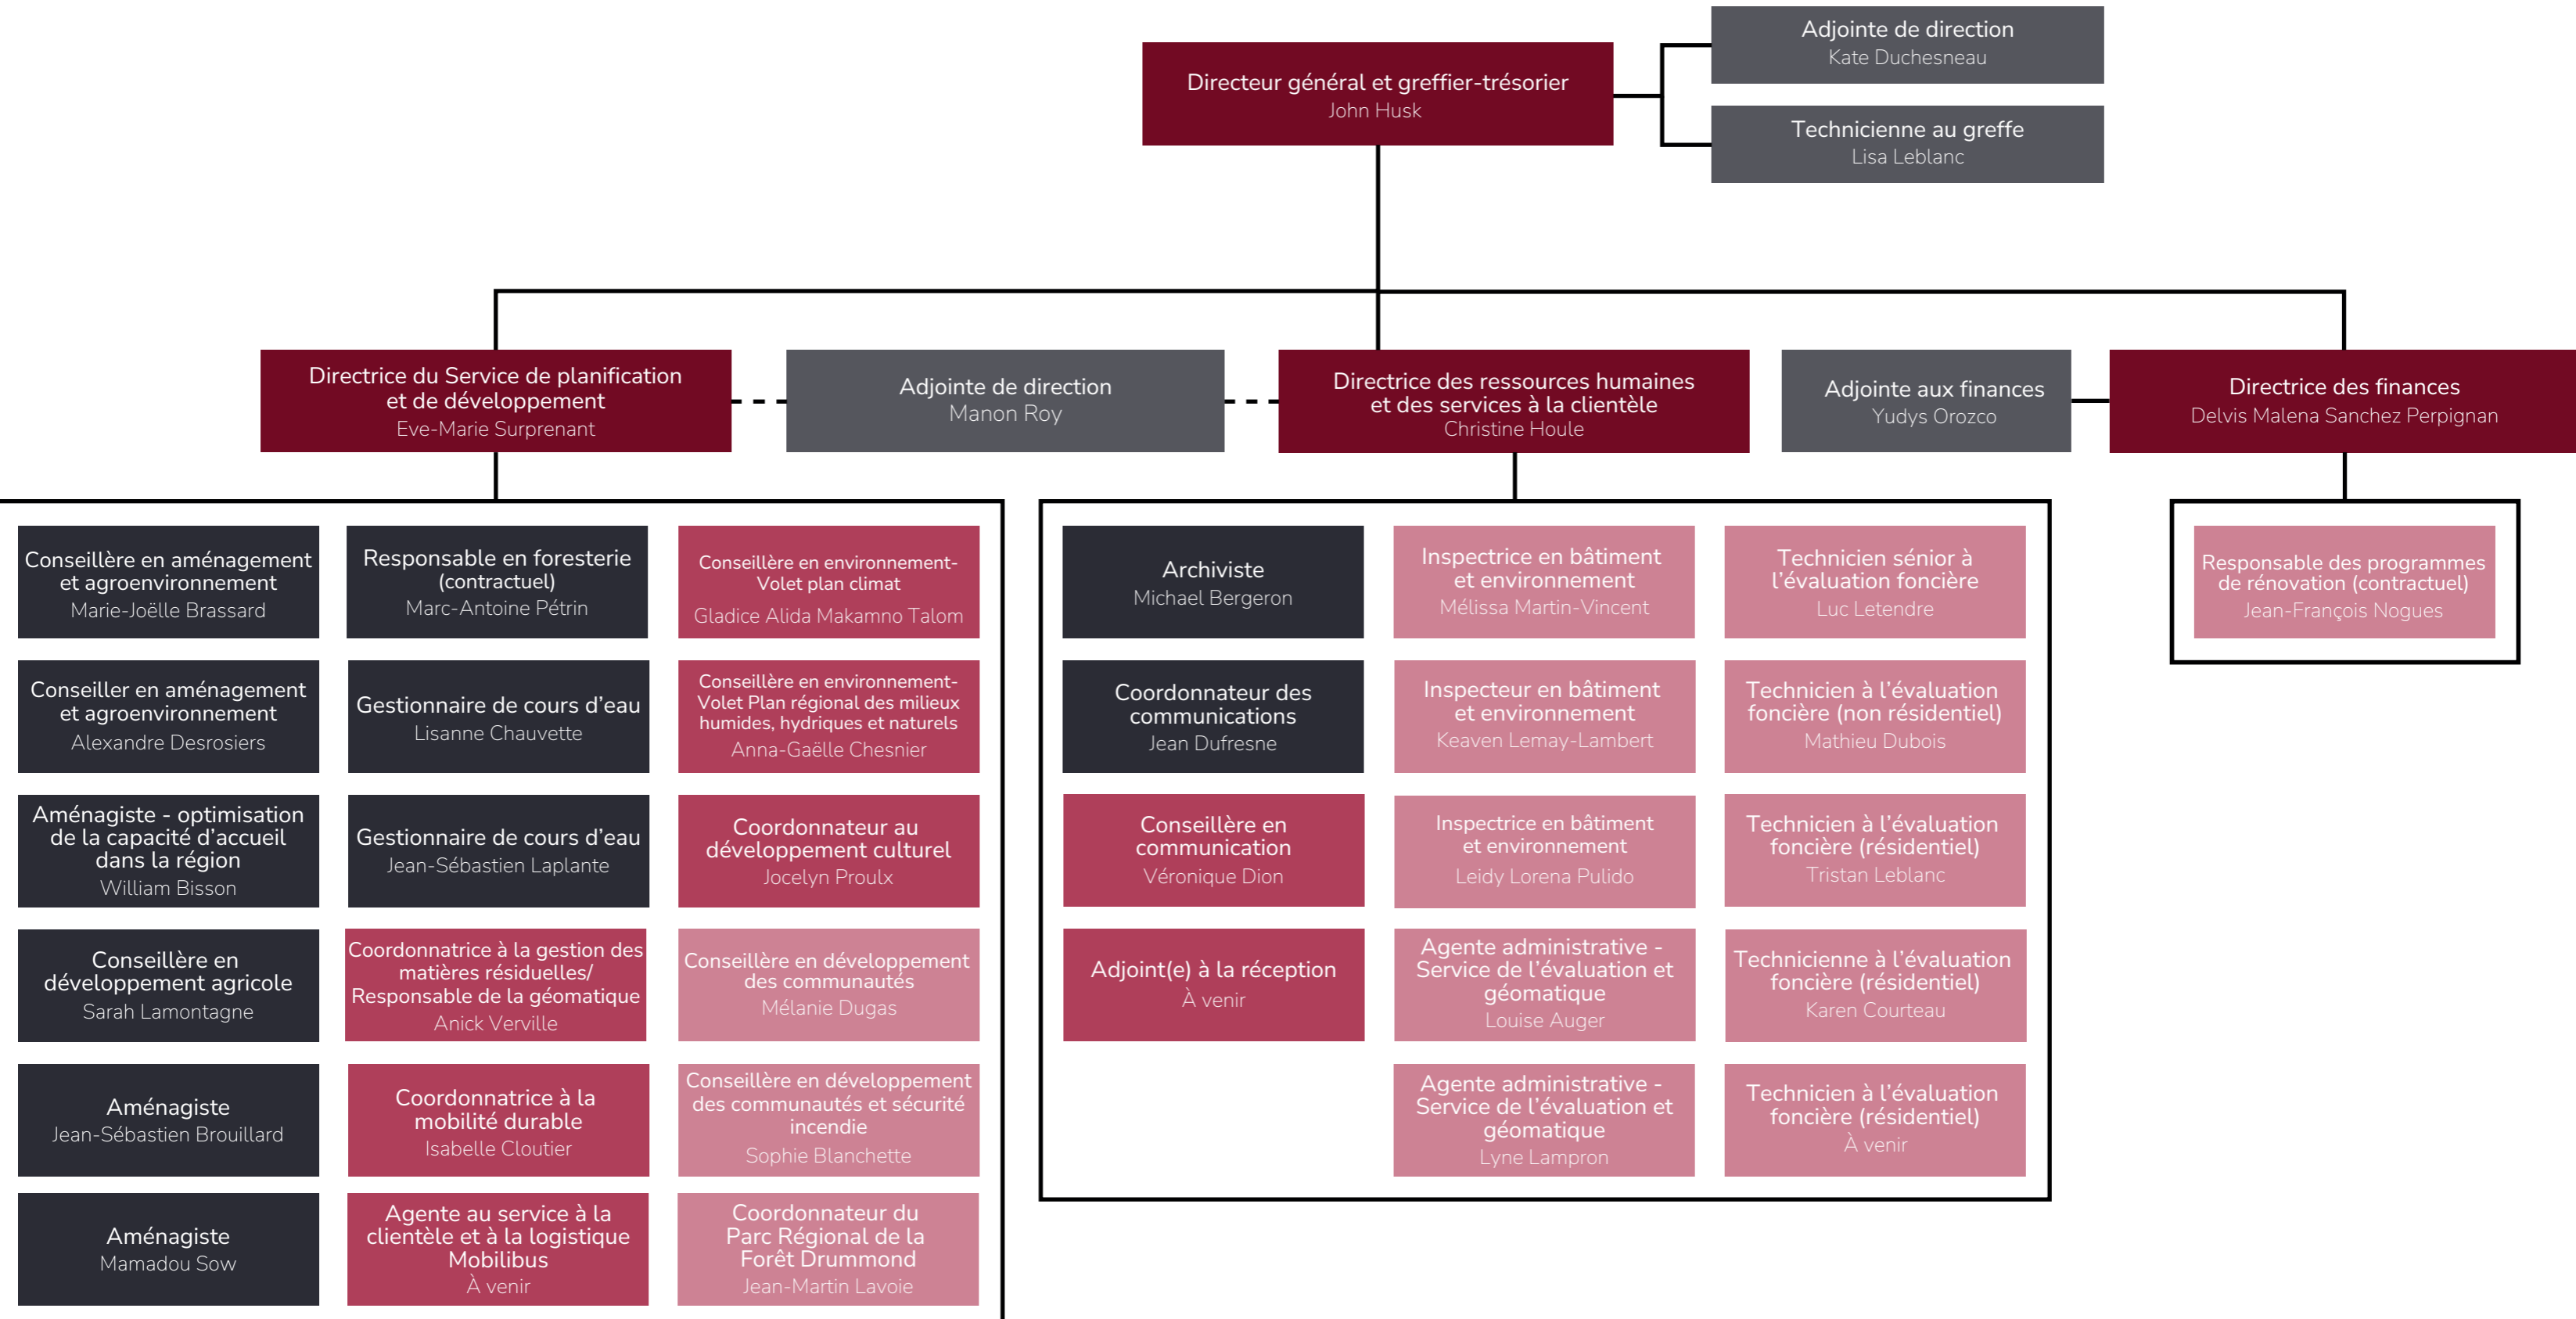 Adjointe de direction
Kate Duchesneau
Directeur général et greffier-trésorier
John Husk
Technicienne au greffe
Lisa Leblanc
Directrice du Service de planification
et de développement
Eve-Marie Surprenant
Adjointe de direction
Manon Roy
Directrice des ressources humaines
et des services à la clientèle
Christine Houle
Adjointe aux finances
Yudys Orozco
Directrice des finances
Delvis Malena Sanchez Perpignan
Conseillère en aménagement
et agroenvironnement
Marie-Joëlle Brassard
Responsable en foresterie
(contractuel)
Marc-Antoine Pétrin
Conseillère en environnement-
Volet plan climat
Gladice Alida Makamno Talom
Conseiller en aménagement
et agroenvironnement
Alexandre Desrosiers
Gestionnaire de cours d'eau
Lisanne Chauvette
Conseillère en environnement-
Volet Plan régional des milieux
humides, hydriques et naturels
Anna-Gaëlle Chesnier
Aménagiste - optimisation
de la capacité d'accueil
dans la région
William Bisson
Gestionnaire de cours d'eau
Jean-Sébastien Laplante
Coordonnateur au
développement culturel
Jocelyn Proulx
Conseillère en
développement agricole
Sarah Lamontagne
Coordonnatrice à la gestion des
matières résiduelles/
Responsable de la géomatique
Anick Verville
Conseillère en développement
des communautés
Mélanie Dugas
Aménagiste
Jean-Sébastien Brouillard
Coordonnatrice à la
mobilité durable
Isabelle Cloutier
Conseillère en développement
des communautés et sécurité
incendie
Sophie Blanchette
Aménagiste
Mamadou Sow
Agente au service à la
clientèle et à la logistique
Mobilibus
À venir
Coordonnateur du
Parc Régional de la
Forêt Drummond
Jean-Martin Lavoie
Archiviste
Michael Bergeron
Inspectrice en bâtiment
et environnement
Mélissa Martin-Vincent
Technicien sénior à
l'évaluation foncière
Luc Letendre
Coordonnateur des
communications
Jean Dufresne
Inspecteur en bâtiment
et environnement
Keaven Lemay-Lambert
Technicien à l'évaluation
foncière (non résidentiel)
Mathieu Dubois
Conseillère en
communication
Véronique Dion
Inspectrice en bâtiment
et environnement
Leidy Lorena Pulido
Technicien à l'évaluation
foncière (résidentiel)
Tristan Leblanc
Adjoint(e) à la réception
À venir
Agente administrative -
Service de l'évaluation et
géomatique
Louise Auger
Technicienne à l'évaluation
foncière (résidentiel)
Karen Courteau
Agente administrative -
Service de l'évaluation et
géomatique
Lyne Lampron
Technicien à l'évaluation
foncière (résidentiel)
À venir
Responsable des programmes
de rénovation (contractuel)
Jean-François Nogues